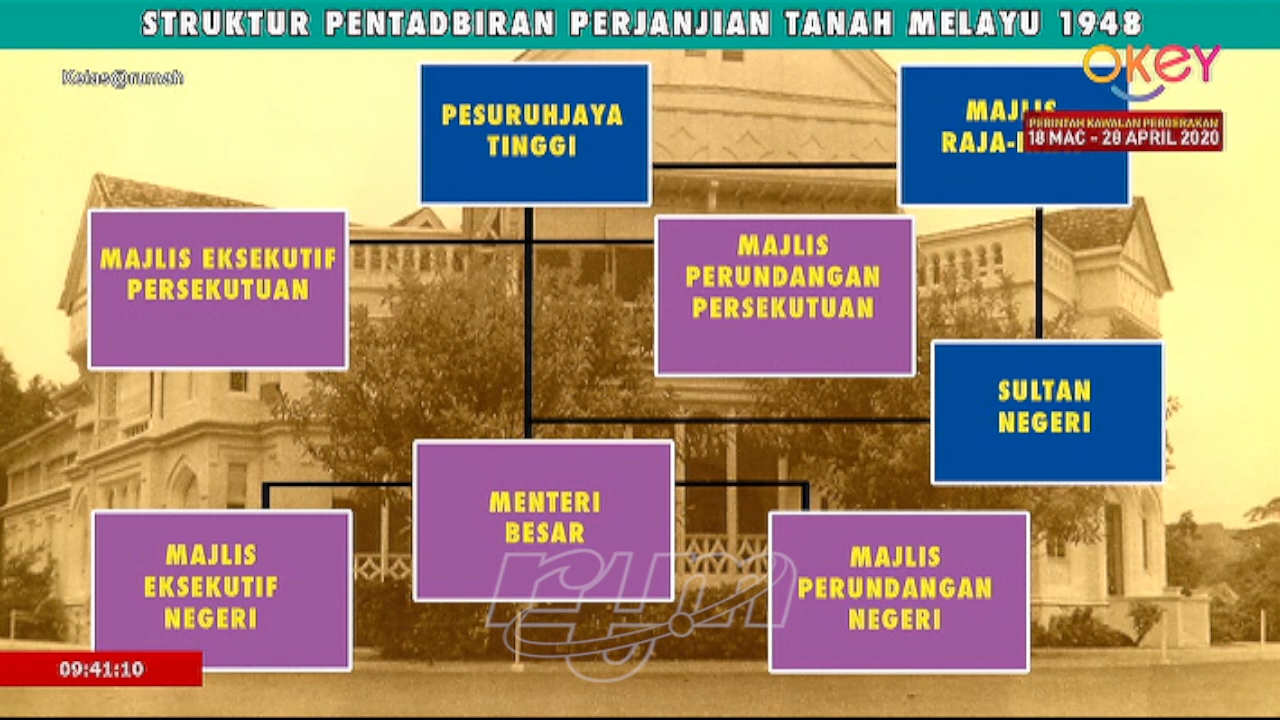 STRUKTUR PENTADBIRAN PERJANJIAN TANAH MELAYU 1948
Kelas@rumah
OKEY
PESURUHJAYA
TINGGI
MAJLIS
RAJA-
PERINTAH KAWALAN PERGERAKAN
18 MAC - 28 APRIL 2020
MAJLIS EKSEKUTIF
PERSEKUTUAN
MAJLIS
PERUNDANGAN
PERSEKUTUAN
SULTAN
NEGERI
MENTERI
BESAR
MAJLIS
EKSEKUTIF
NEGERI
MAJLIS
PERUNDANGAN
NEGERI
rtm
09:41:10